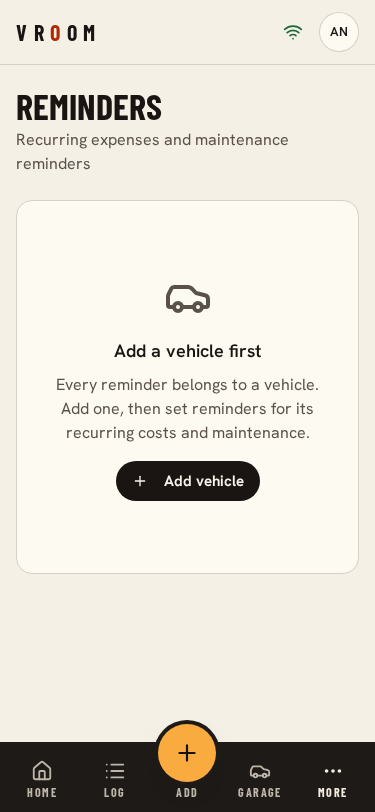 VROOM
AN
REMINDERS
Recurring expenses and maintenance
reminders
Add a vehicle first
Every reminder belongs to a vehicle.
Add one, then set reminders for its
recurring costs and maintenance.
Add vehicle
HOME
LOG
ADD
GARAGE
MORE